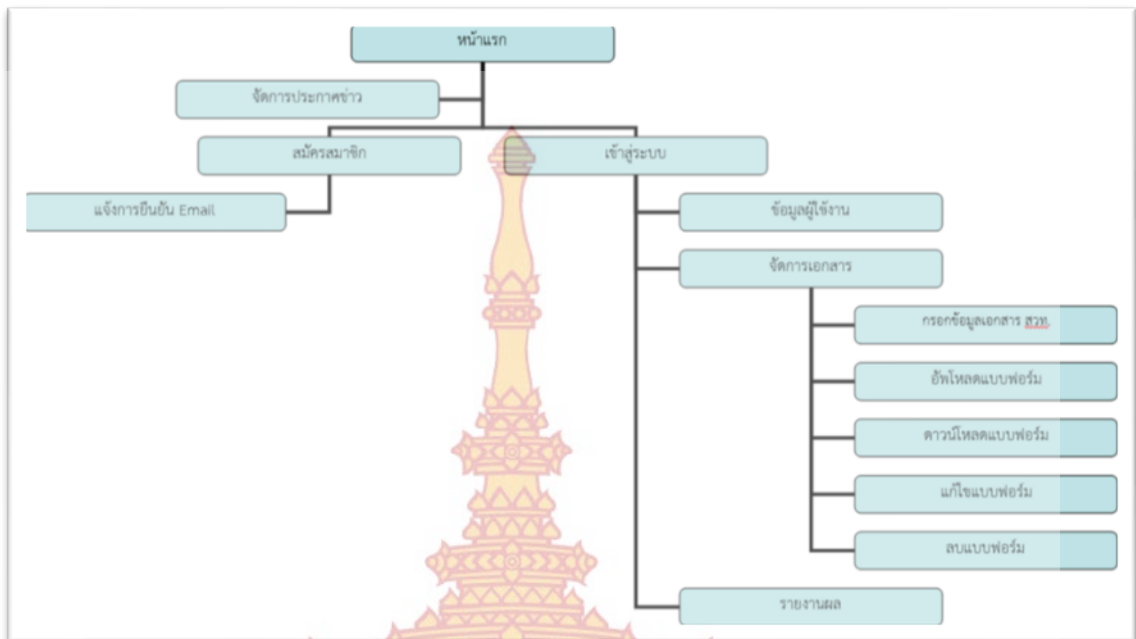 หน้าแรก
จัดการประกาศข่าว
สมัครสมาชิก
เข้าสู่ระบบ
แจ้งการยืนยัน Email
ข้อมูลผู้ใช้งาน
จัดการเอกสาร
กรอกข้อมูลเอกสาร สวท.
อัพโหลดแบบฟอร์ม
ดาวน์โหลดแบบฟอร์ม
แก้ไขแบบฟอร์ม
ลบแบบฟอร์ม
รายงานผล